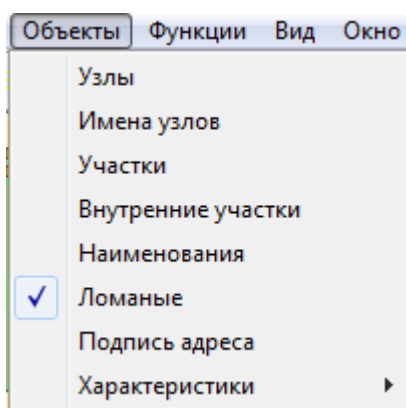 Объекты Функции Вид Окно
Узлы
Имена узлов
Участки
Внутренние участки
Наименования
Ломаные
Подпись адреса
Характеристики